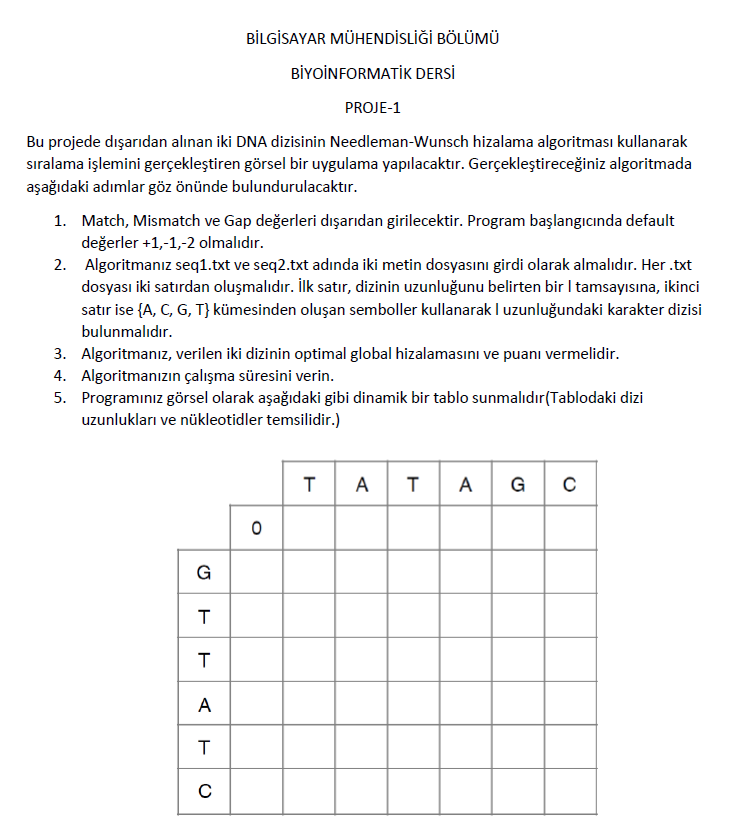 BİLGİSAYAR MÜHENDİSLİĞİ BÖLÜMÜ
BİYOİNFORMATİK DERSİ
PROJE-1
Bu projede dışarıdan alınan iki DNA dizisinin Needleman-Wunsch hizalama algoritması kullanarak
sıralama işlemini gerçekleştiren görsel bir uygulama yapılacaktır. Gerçekleştireceğiniz algoritmada
aşağıdaki adımlar göz önünde bulundurulacaktır.
1. Match, Mismatch ve Gap değerleri dışarıdan girilecektir. Program başlangıcında default
değerler +1,-1,-2 olmalıdır.
2. Algoritmanız seq1.txt ve seq2.txt adında iki metin dosyasını girdi olarak almalıdır. Her .txt
dosyası iki satırdan oluşmalıdır. İlk satır, dizinin uzunluğunu belirten bir l tamsayısına, ikinci
satır ise {A, C, G, T} kümesinden oluşan semboller kullanarak l uzunluğundaki karakter dizisi
bulunmalıdır.
3. Algoritmanız, verilen iki dizinin optimal global hizalamasını ve puanı vermelidir.
4. Algoritmanızın çalışma süresini verin.
5. Programınız görsel olarak aşağıdaki gibi dinamik bir tablo sunmalıdır(Tablodaki dizi
uzunlukları ve nükleotidler temsilidir.)
T A T A G C
0
G
T
T
A
T
C